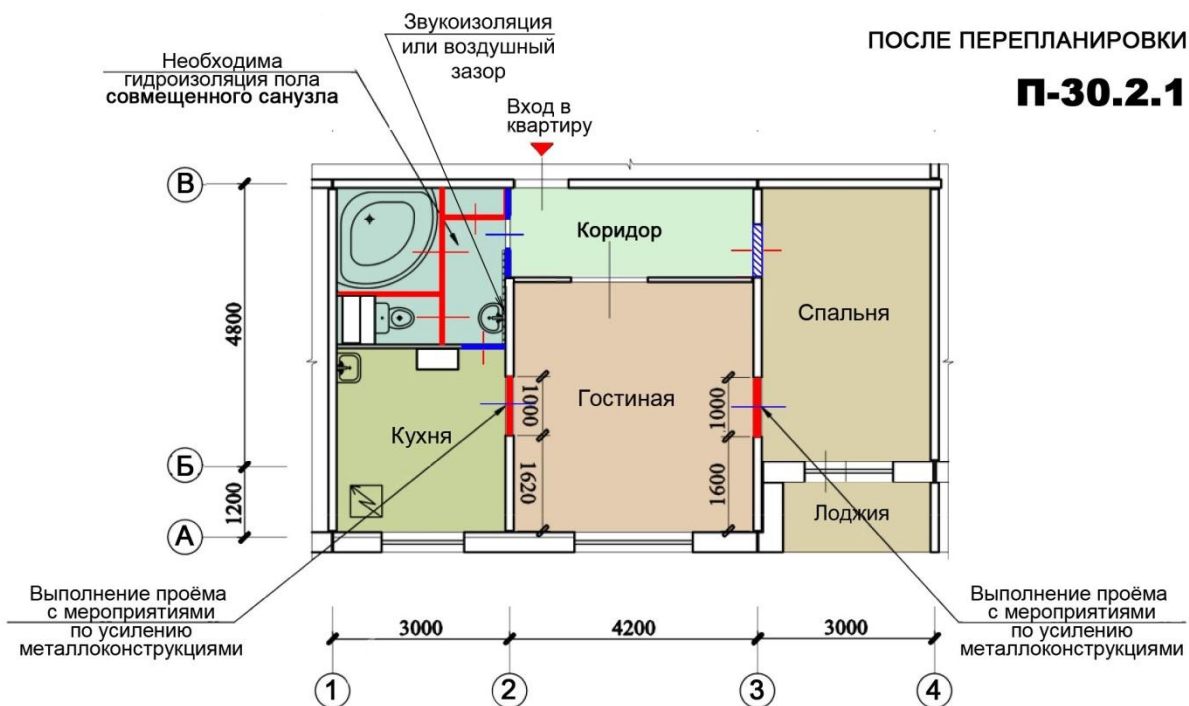 Звукоизоляция
или воздушный
зазор
ПОСЛЕ ПЕРЕПЛАНИРОВКИ
П-30.2.1
Необходима
гидроизоляция пола
совмещенного санузла
Вход в
квартиру
В
Коридор
4800
Спальня
Гостиная
1000
1000
Кухня
Б
1620
1600
1200
Лоджия
А
Выполнение проёма
с мероприятиями
по усилению
металлоконструкциями
Выполнение проёма
с мероприятиями
по усилению
металлоконструкциями
3000
4200
3000
1
2
3
4